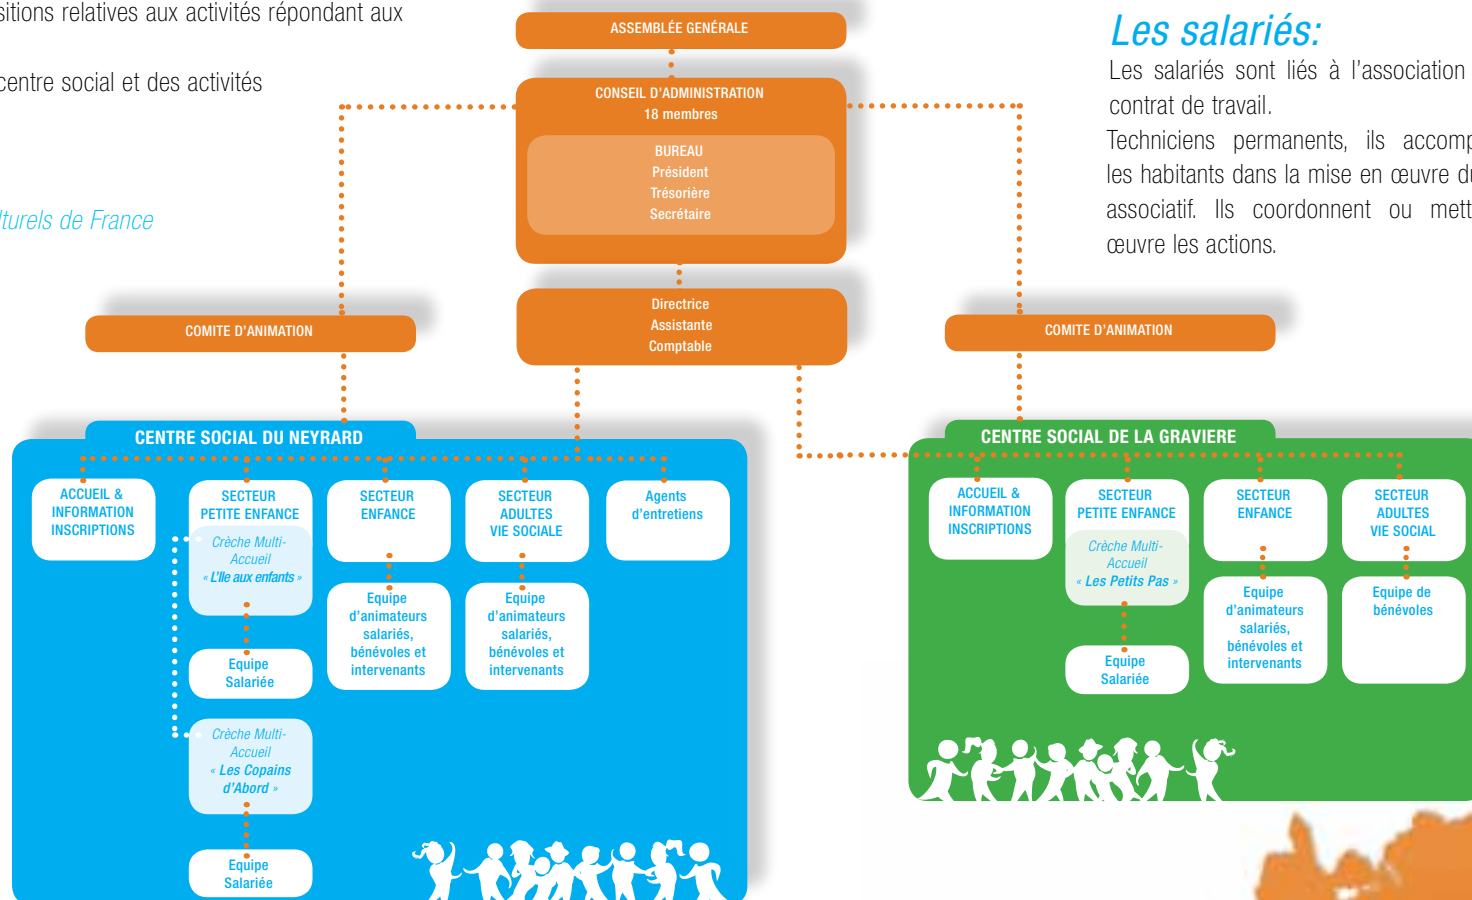 sitions relatives aux activités répondant aux
centre social et des activités
lturels de France
ASSEMBLÉE GENÉRALE
CONSEIL D'ADMINISTRATION
18 membres
BUREAU
Président
Trésorière
Secrétaire
Directrice
Assistante
Comptable
Les salariés:
Les salariés sont liés à l'association
contrat de travail.
Techniciens permanents, ils accomp
les habitants dans la mise en œuvre du
associatif. Ils coordonnent ou mett
œuvre les actions.
COMITE D'ANIMATION
COMITE D'ANIMATION
CENTRE SOCIAL DU NEYRARD
ACCUEIL &
INFORMATION
INSCRIPTIONS
SECTEUR
PETITE ENFANCE
Crèche Multi-
Accueil
« L'Ile aux enfants »
Equipe
Salariée
Crèche Multi-
Accueil
« Les Copains
d'Abord »
Equipe
Salariée
SECTEUR
ENFANCE
Equipe
d'animateurs
salariés,
bénévoles et
intervenants
SECTEUR
ADULTES
VIE SOCIALE
Equipe
d'animateurs
salariés,
bénévoles et
intervenants
Agents
d'entretiens
CENTRE SOCIAL DE LA GRAVIERE
ACCUEIL &
INFORMATION
INSCRIPTIONS
SECTEUR
PETITE ENFANCE
Crèche Multi-
Accueil
« Les Petits Pas »
Equipe
Salariée
SECTEUR
ENFANCE
Equipe
d'animateurs
salariés,
bénévoles et
intervenants
SECTEUR
ADULTES
VIE SOCIAL
Equipe de
bénévoles